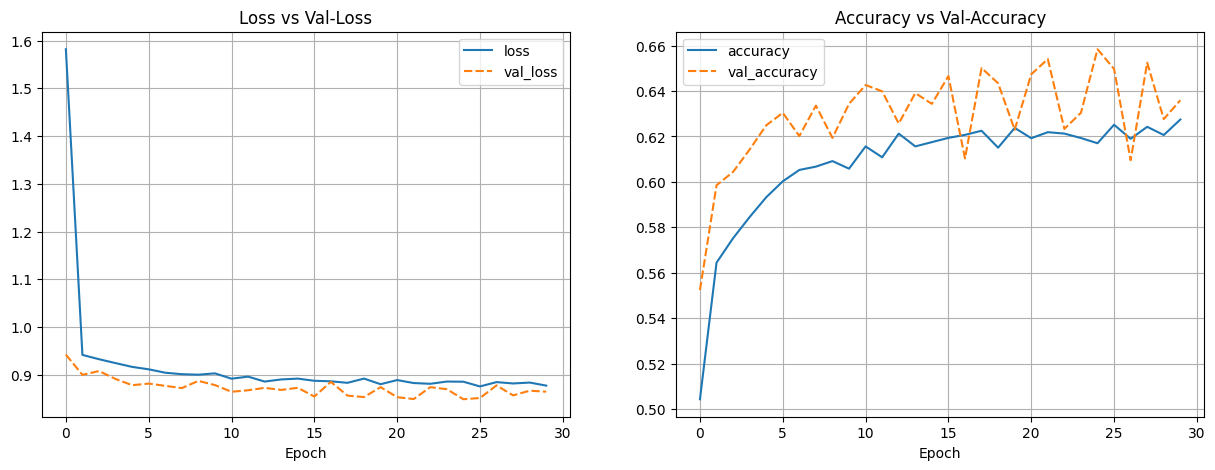 Loss vs Val-Loss
1.6
1.5
1.4
1.3
1.2
1.1
1.0
0.9
loss
val_loss
0 5 10 15 20 25 30
Epoch
Accuracy vs Val-Accuracy
0.66
0.64
0.62
0.60
0.58
0.56
0.54
0.52
0.50
accuracy
val_accuracy
0 5 10 15 20 25 30
Epoch